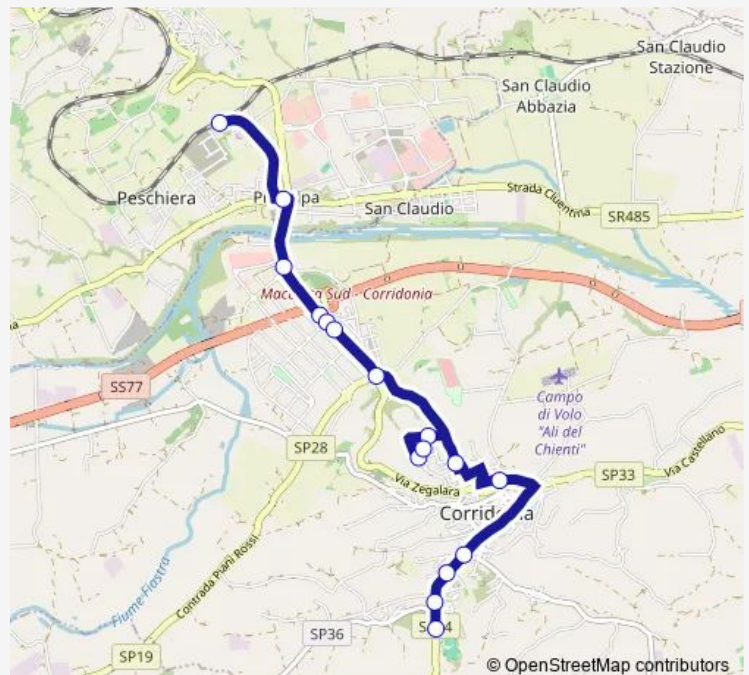 San Claudio
Stazione
San Claudio
Abbazia
Peschiera
San Claudio
Strada Cluentina
SR485
Corridonia
SS77
Campo
di Volo
"Ali del
Chienti"
SP28
Via Zegalara
SP33
Via Castellano
Contrada Piani Rossi
Fiume Fiastra
SP36
SP19
© OpenStreetMap contributors